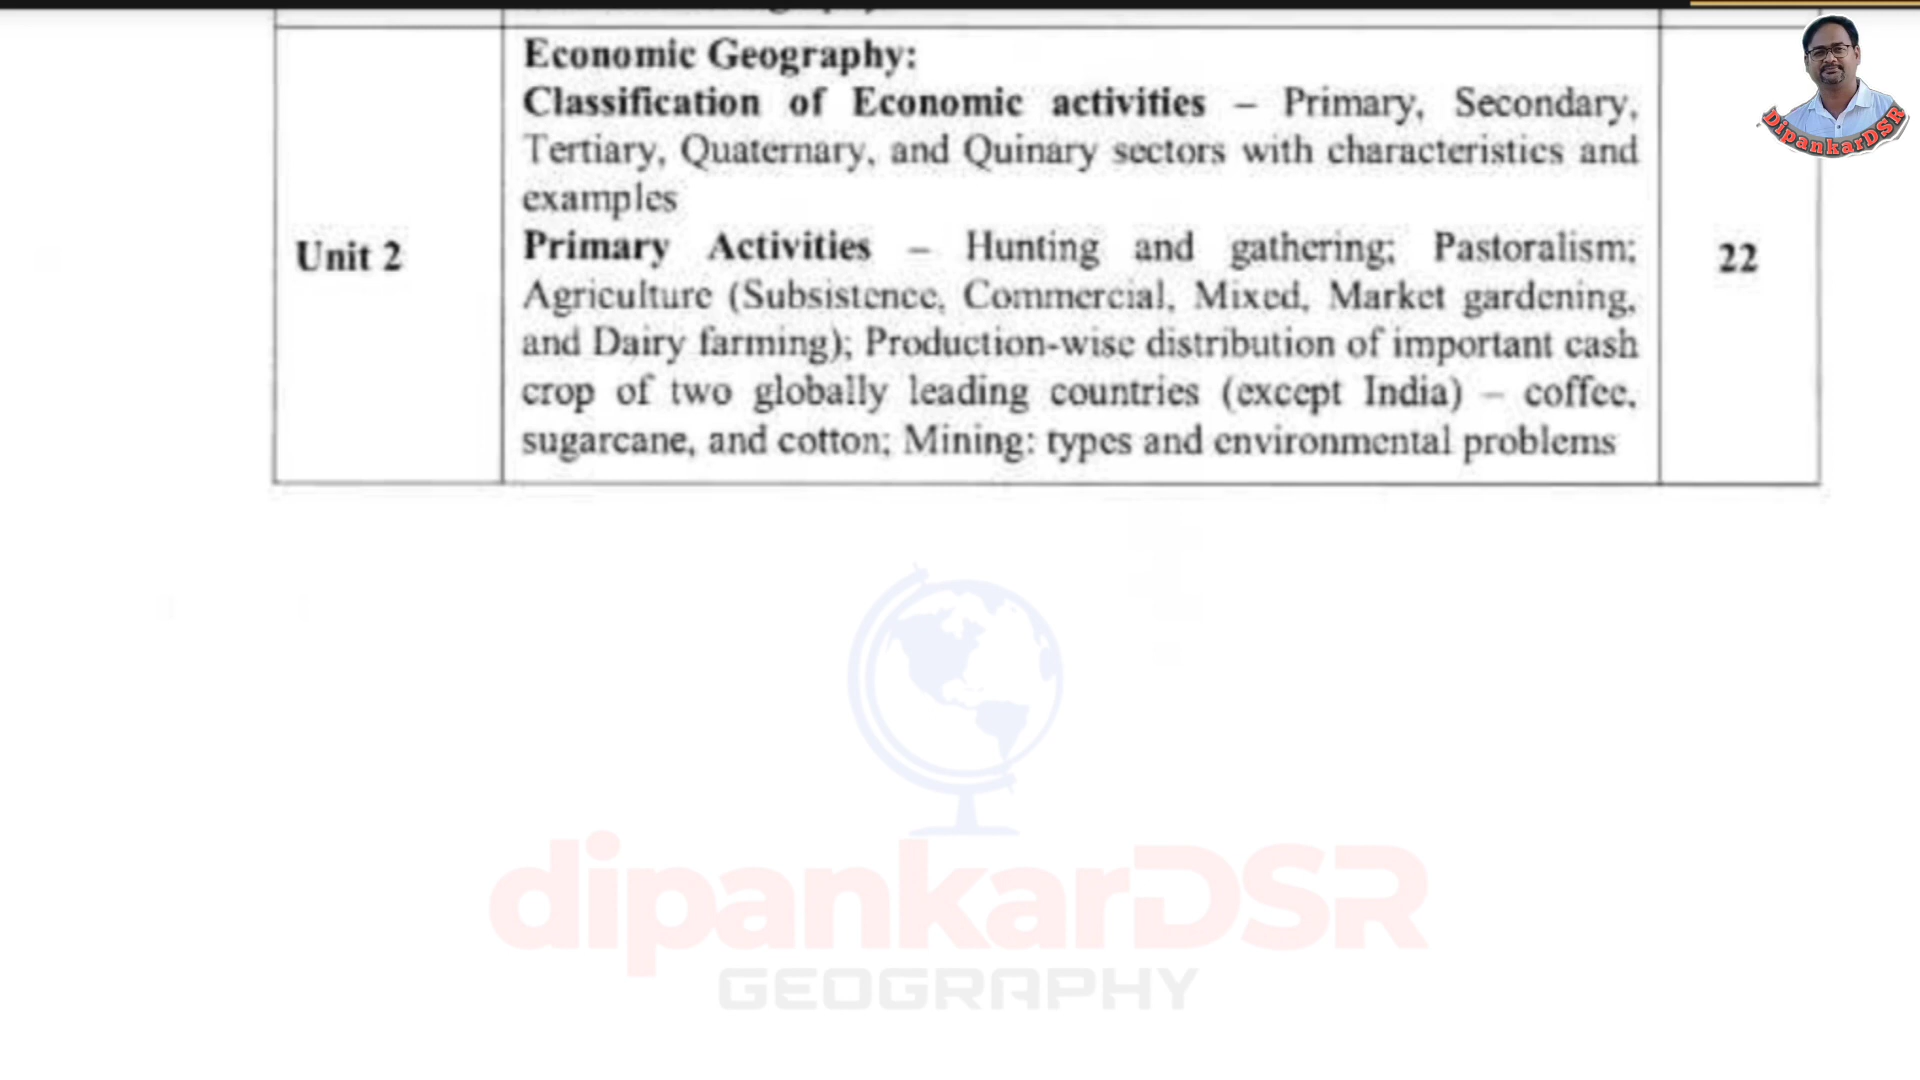 Economic Geography:
Classification of Economic activities – Primary, Secondary,
Tertiary, Quaternary, and Quinary sectors with characteristics and
examples
Unit 2
Primary Activities – Hunting and gathering; Pastoralism;
22
Agriculture (Subsistence, Commercial, Mixed, Market gardening,
and Dairy farming); Production-wise distribution of important cash
crop of two globally leading countries (except India) – coffee,
sugarcane, and cotton; Mining: types and environmental problems
DipankarDSR
dipankarDSR
GEOGRAPHY